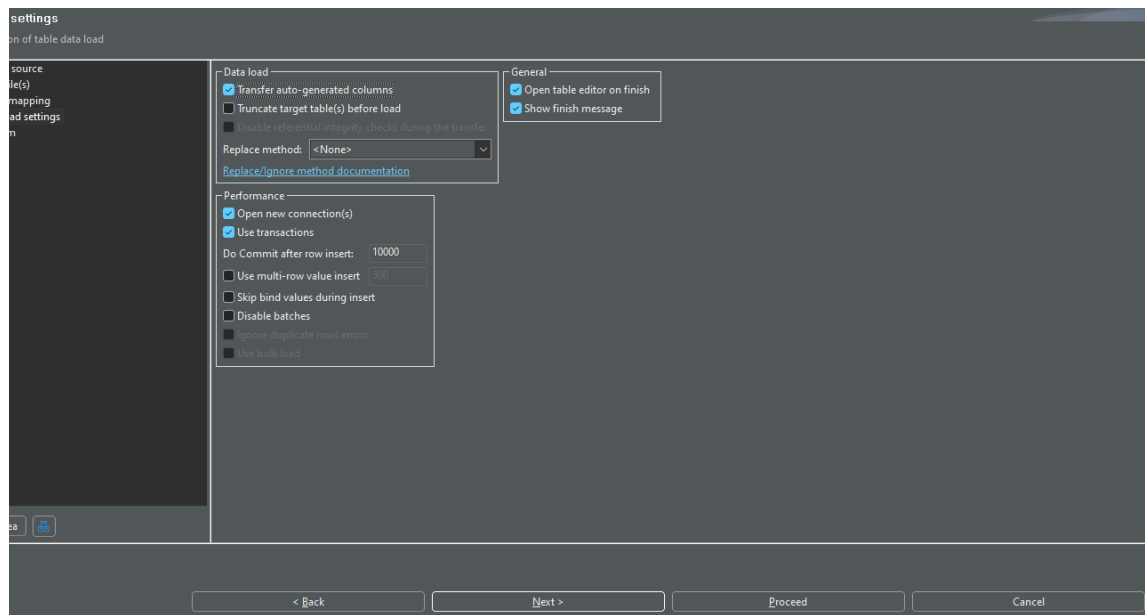 settings
on of table data load
source
ile(s)
mapping
ad settings
m
Data load
Transfer auto-generated columns
Truncate target table(s) before load
Disable referential integrity checks during the transfer
Replace method: <None>
Replace/Ignore method documentation
General
Open table editor on finish
Show finish message
Performance
Open new connection(s)
Use transactions
Do Commit after row insert: 10000
Use multi-row value insert 500
Skip bind values during insert
Disable batches
Ignore duplicate rows errors
Use bulk load
ea
< Back
Next >
Proceed
Cancel